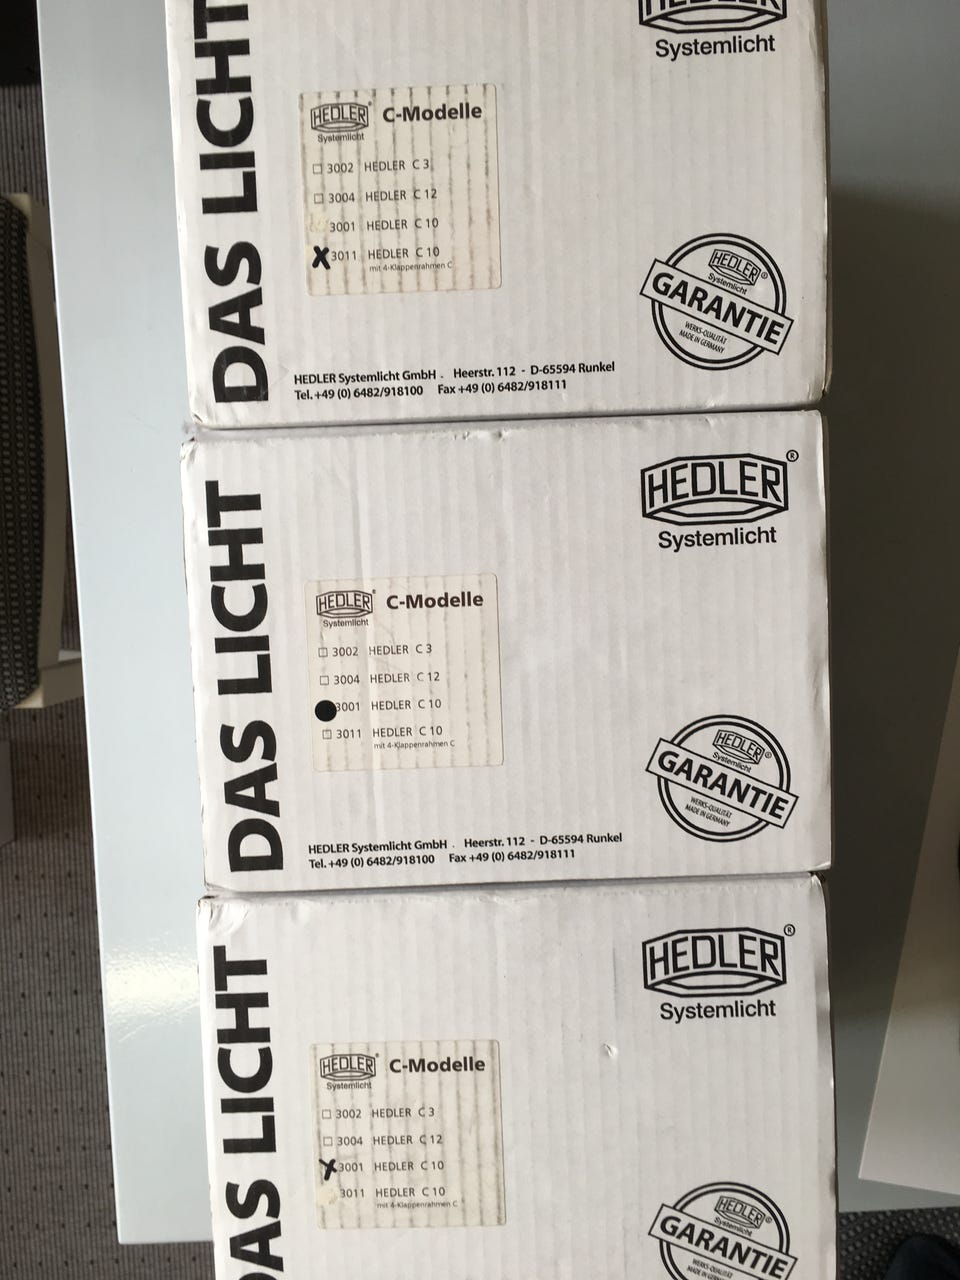 DAS LICHT
HEDLER
Systemlicht
HEDLER® C-Modelle
Systemlicht
3002 HEDLER C 3
3004 HEDLER C 12
3001 HEDLER C 10
X 3011 HEDLER C 10
mit 4-Klappenrahmen C
HEDLER®
Systemlicht
GARANTIE
WERKS-QUALITÄT
MADE IN GERMANY
HEDLER Systemlicht GmbH . Heerstr. 112 - D-65594 Runkel
Tel. +49 (0) 6482/918100 Fax +49 (0) 6482/918111
DAS LICHT
HEDLER®
Systemlicht
HEDLER® C-Modelle
Systemlicht
3002 HEDLER C 3
3004 HEDLER C 12
3001 HEDLER C 10
3011 HEDLER C 10
mit 4-Klappenrahmen C
HEDLER®
Systemlicht
GARANTIE
WERKS-QUALITÄT
MADE IN GERMANY
HEDLER Systemlicht GmbH . Heerstr. 112 - D-65594 Runkel
Tel. +49 (0) 6482/918100 Fax +49 (0) 6482/918111
DAS LICHT
HEDLER®
Systemlicht
HEDLER® C-Modelle
Systemlicht
3002 HEDLER C 3
3004 HEDLER C 12
X 3001 HEDLER C 10
3011 HEDLER C 10
mit 4-Klappenrahmen C
HEDLER®
Systemlicht
GARANTIE
WERKS-QUALITÄT
MADE IN GERMANY